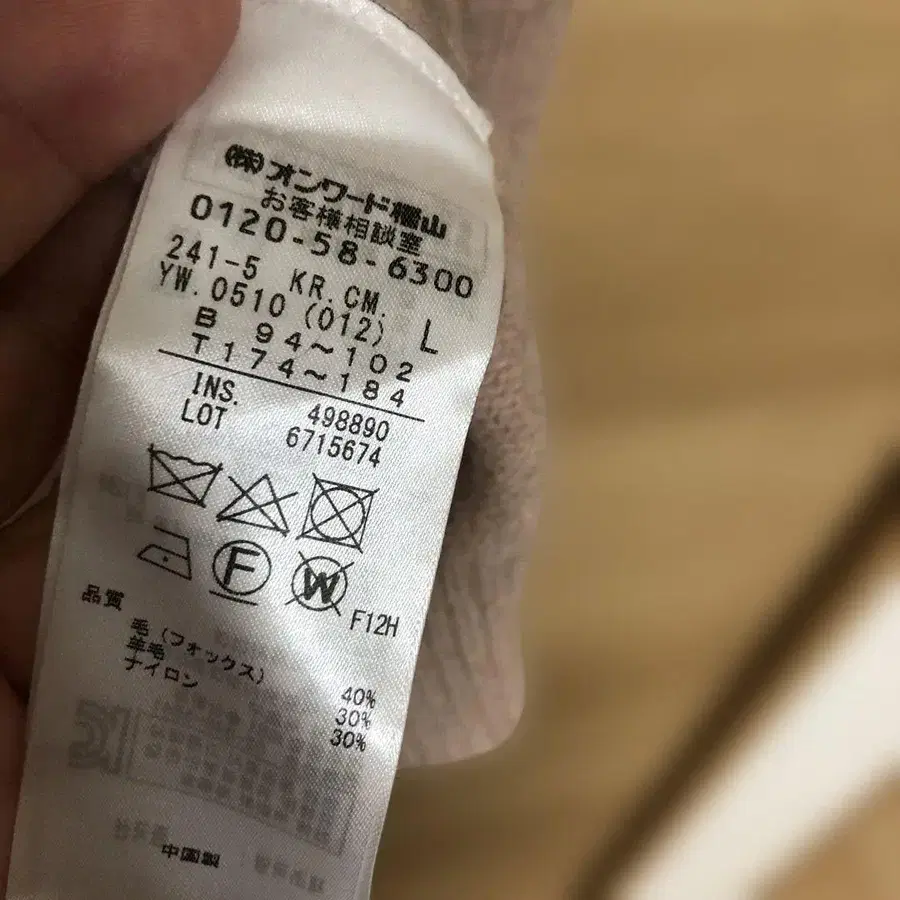 (株)オンワード樫山
お客様相談室
0120-58-6300
241-5 KR.CM.
YW.0510(012) L
B 94~102
T174~184
INS. 498890
LOT 6715674
F
W
F12H
品質
毛(フォックス) 40%
羊毛 30%
ナイロン 30%
中国製